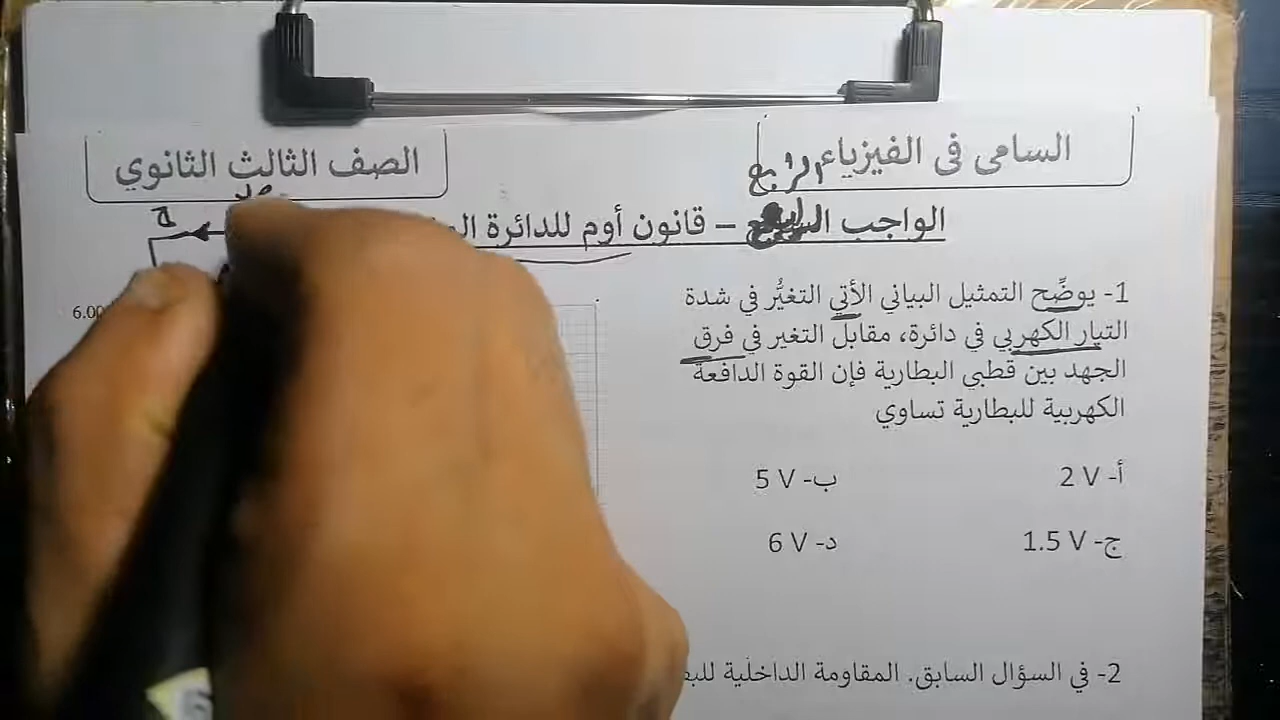 السامى فى الفيزياء
الصف الثالث الثانوي
الرابع
الواجب – قانون أوم للدائرة
1- يوضِّح التمثيل البياني الأتي التغيُّر في شدة
التيار الكهربي في دائرة، مقابل التغير في فرق
الجهد بين قطبي البطارية فإن القوة الدافعة
الكهربية للبطارية تساوي
أ- 2 V
ب- 5 V
ج- 1.5 V
د- 6 V
6.00
2- في السؤال السابق. المقاومة الداخلية